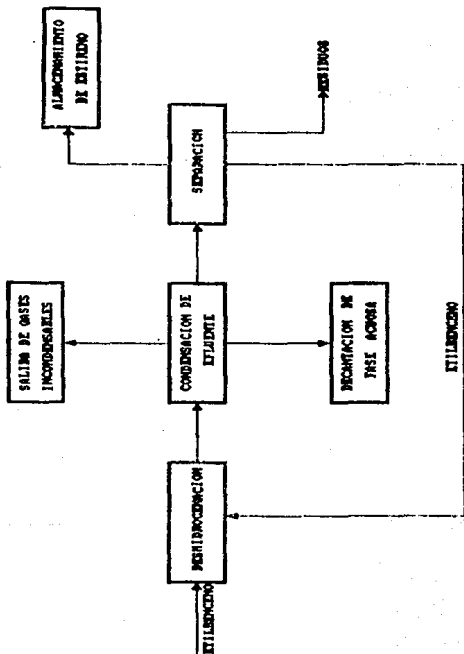 ETILBENCENO
DESHIDROGENACION
SALIDA DE GASES
INCONDENSABLES
CONDENSACION DE
EFLUENTE
DECANTACION DE
FASE ACUOSA
ALMACENAMIENTO
DE ESTIRENO
SEPARACION
RESIDUOS
ETILBENCENO